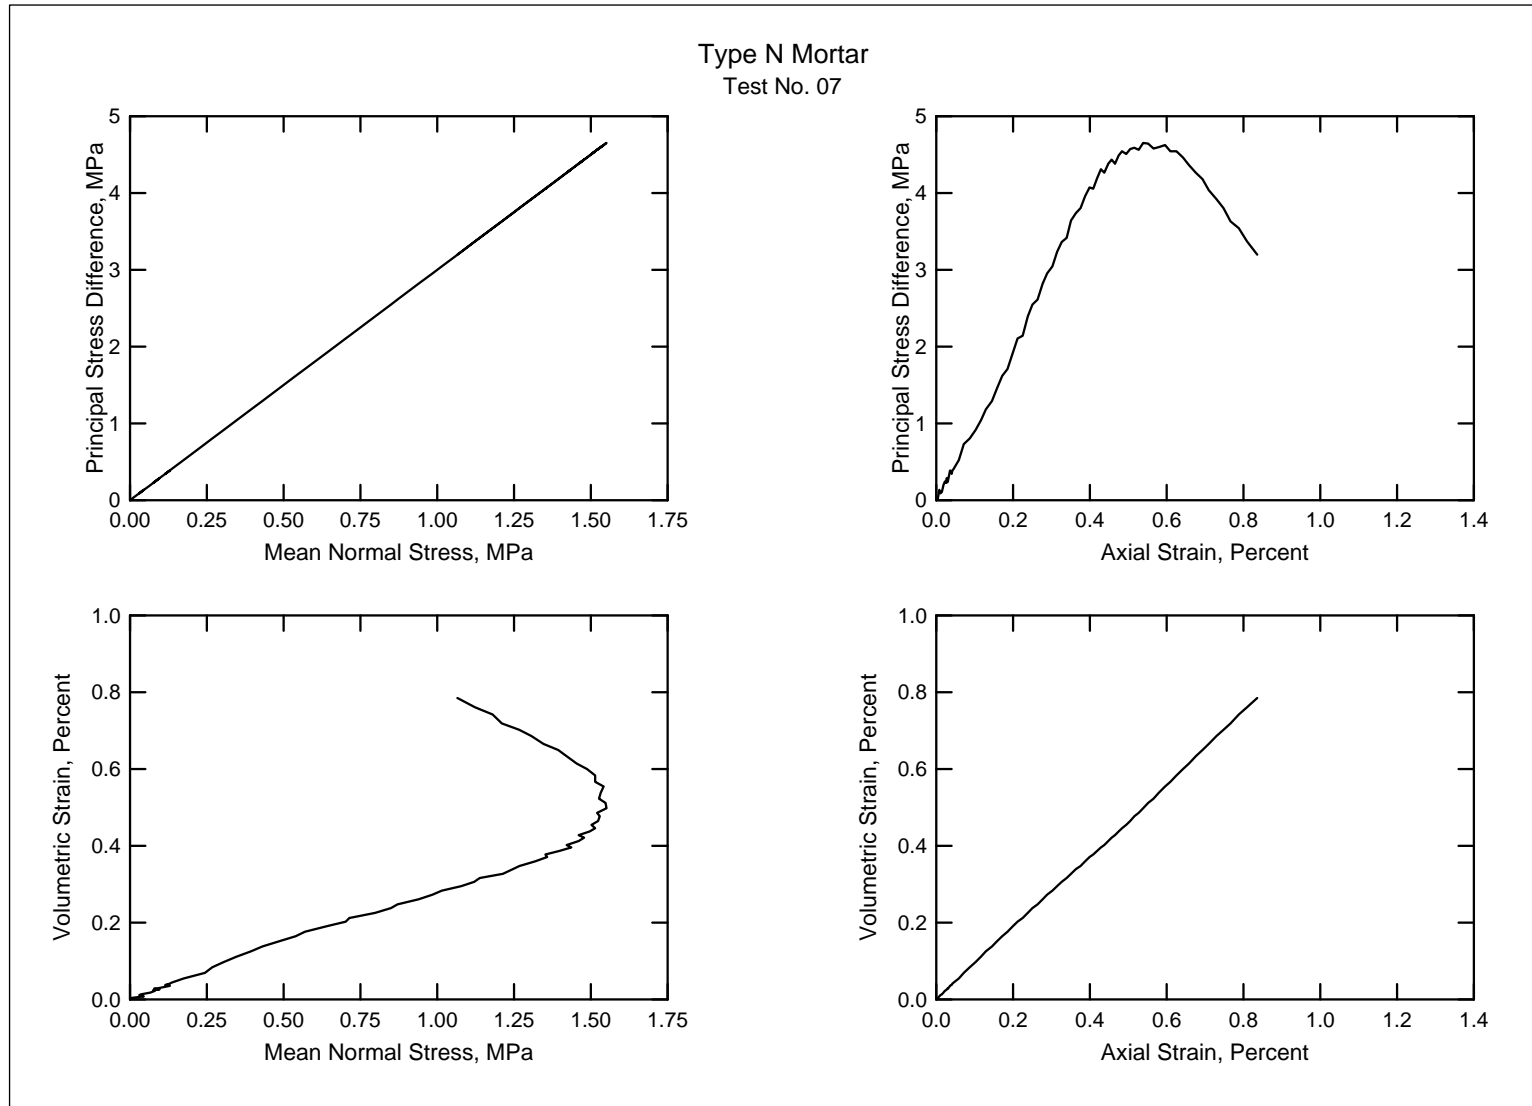 Type N Mortar
Test No. 07
Principal Stress Difference, MPa
5
4
3
2
1
0
0.00 0.25 0.50 0.75 1.00 1.25 1.50 1.75
Mean Normal Stress, MPa
Principal Stress Difference, MPa
5
4
3
2
1
0
0.0 0.2 0.4 0.6 0.8 1.0 1.2 1.4
Axial Strain, Percent
Volumetric Strain, Percent
1.0
0.8
0.6
0.4
0.2
0.0
0.00 0.25 0.50 0.75 1.00 1.25 1.50 1.75
Mean Normal Stress, MPa
Volumetric Strain, Percent
1.0
0.8
0.6
0.4
0.2
0.0
0.0 0.2 0.4 0.6 0.8 1.0 1.2 1.4
Axial Strain, Percent